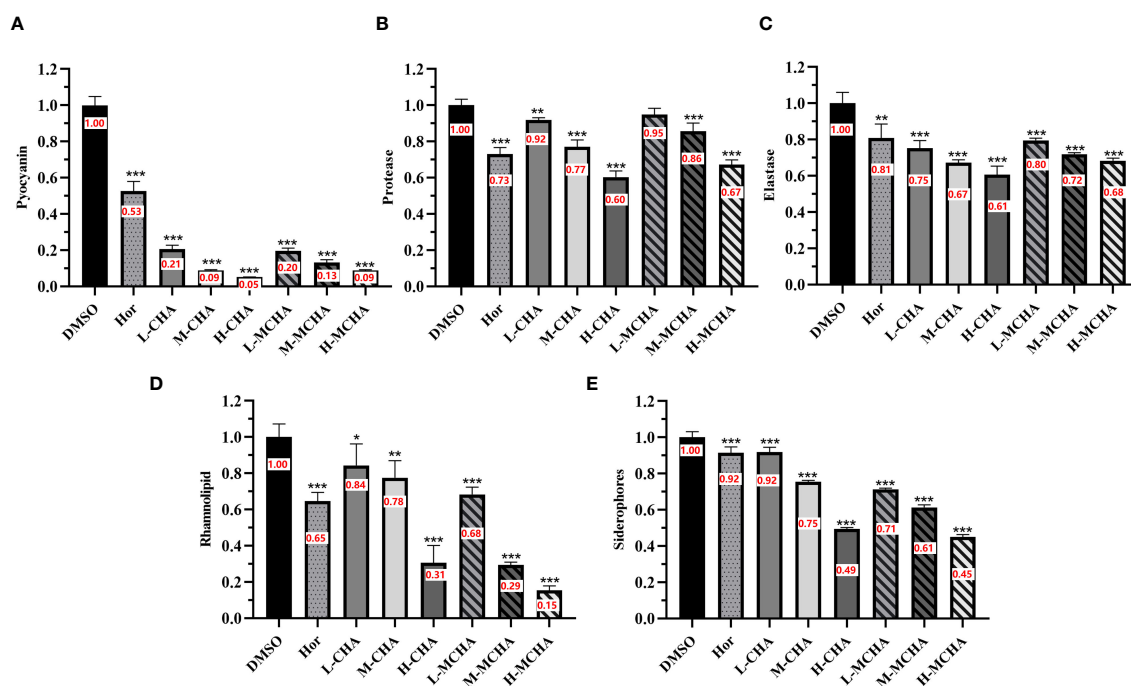 A
B
C
Pyocyanin
1.2
1.0
0.8
0.6
0.4
0.2
0.0
*** *** *** *** *** *** ***
1.00 0.53 0.21 0.09 0.05 0.20 0.13 0.09
DMSO Hor L-CHA M-CHA H-CHA L-MCHA M-MCHA H-MCHA
Protease
1.2
1.0
0.8
0.6
0.4
0.2
0.0
*** ** *** *** *** ***
1.00 0.73 0.92 0.77 0.60 0.95 0.86 0.67
DMSO Hor L-CHA M-CHA H-CHA L-MCHA M-MCHA H-MCHA
Elastase
1.2
1.0
0.8
0.6
0.4
0.2
0.0
** *** *** *** *** *** ***
1.00 0.81 0.75 0.67 0.61 0.80 0.72 0.68
DMSO Hor L-CHA M-CHA H-CHA L-MCHA M-MCHA H-MCHA
D
E
Rhamnolipid
1.2
1.0
0.8
0.6
0.4
0.2
0.0
*** * ** *** *** *** ***
1.00 0.65 0.84 0.78 0.31 0.68 0.29 0.15
DMSO Hor L-CHA M-CHA H-CHA L-MCHA M-MCHA H-MCHA
Siderophores
1.2
1.0
0.8
0.6
0.4
0.2
0.0
*** *** *** *** *** *** ***
1.00 0.92 0.92 0.75 0.49 0.71 0.61 0.45
DMSO Hor L-CHA M-CHA H-CHA L-MCHA M-MCHA H-MCHA